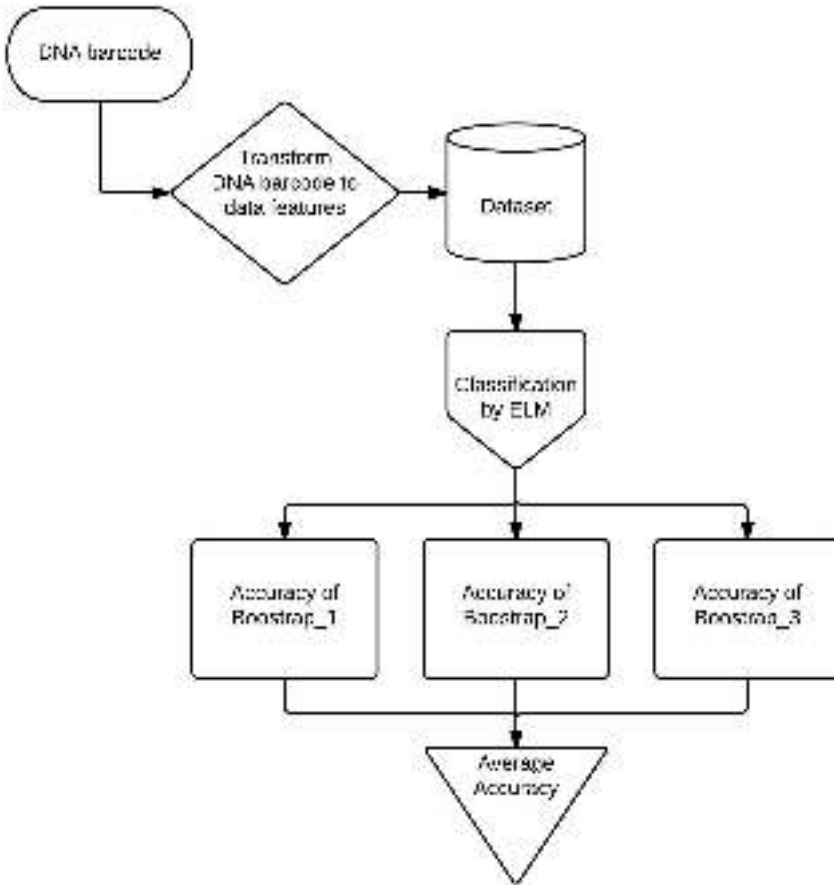 DNA barcode
Transform
DNA barcode to
data features
Dataset
Classification
by ELM
Accuracy of
Boostrap_1
Accuracy of
Boostrap_2
Accuracy of
Boostrap_3
Average
Accuracy